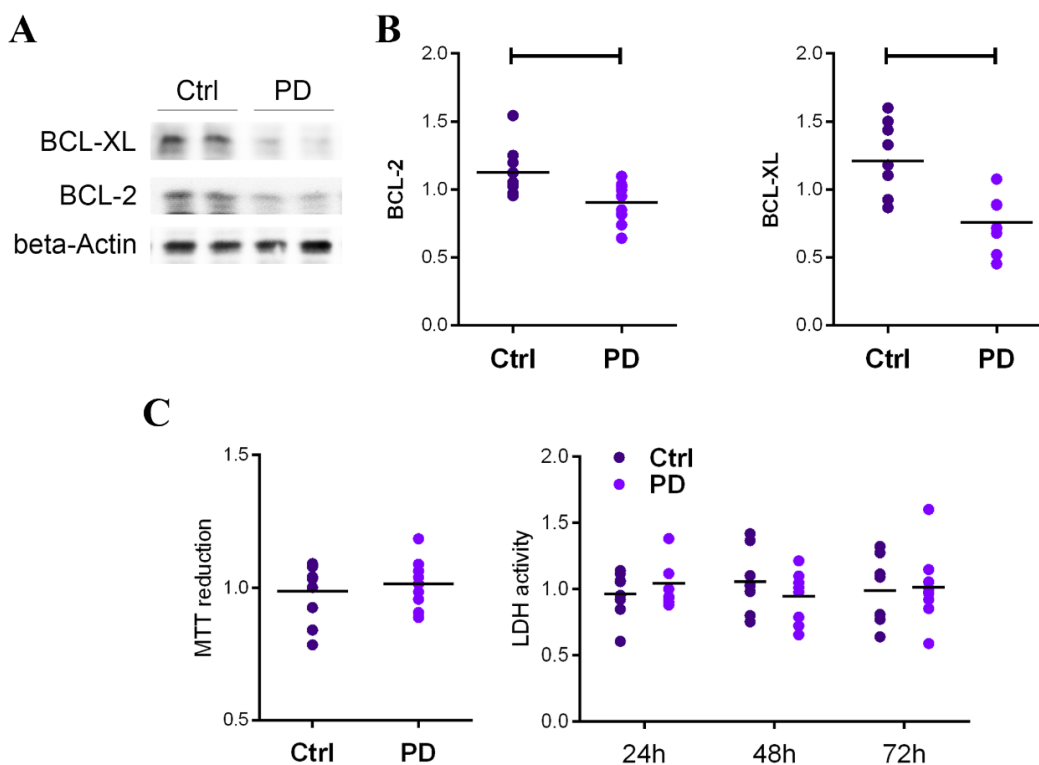 A
Ctrl PD
BCL-XL
BCL-2
beta-Actin
B
BCL-2
2.0
1.5
1.0
0.5
0.0
Ctrl PD
BCL-XL
2.0
1.5
1.0
0.5
0.0
Ctrl PD
C
MTT reduction
1.5
1.0
0.5
Ctrl PD
LDH activity
2.0
1.5
1.0
0.5
0.0
Ctrl
PD
24h 48h 72h